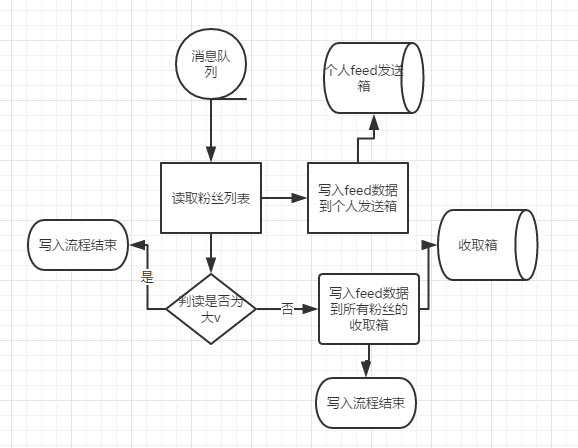 消息队
列
个人feed发送
箱
读取粉丝列表
写入feed数据
到个人发送箱
写入流程结束
收取箱
是
判读是否为
大v
否
写入feed数据
到所有粉丝的
收取箱
写入流程结束